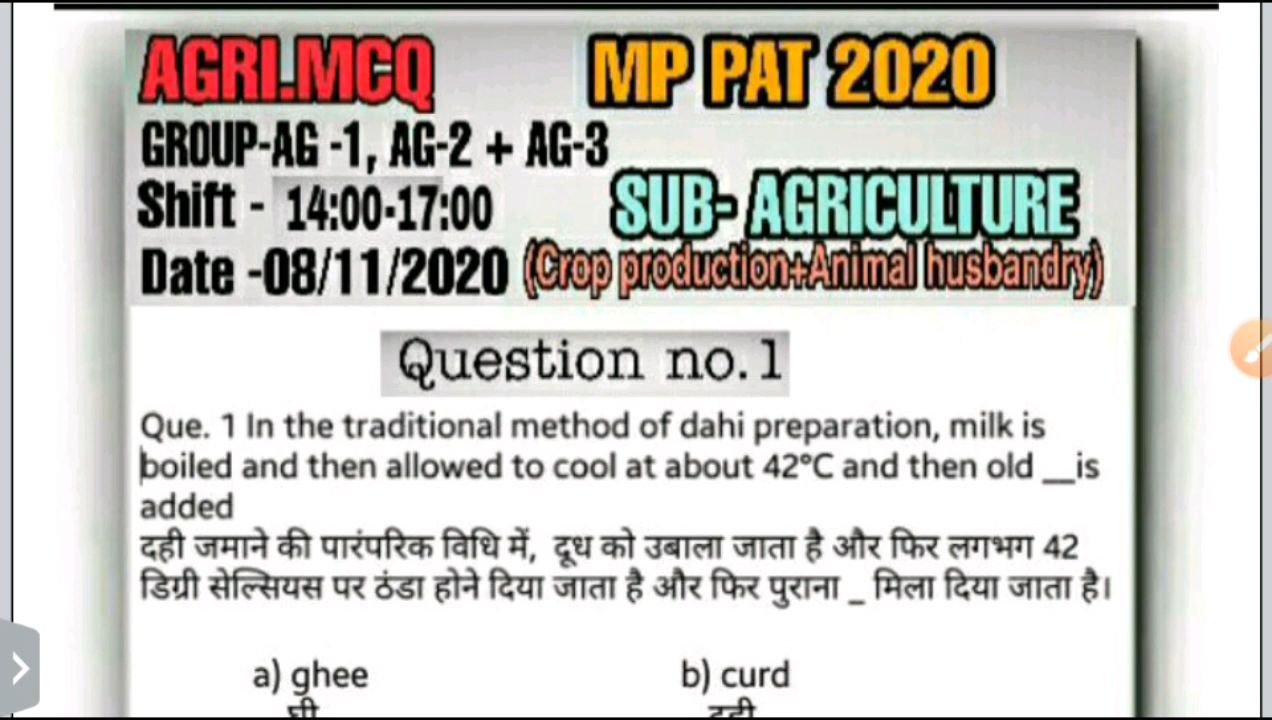 AGRI.MCQ MP PAT 2020
GROUP-AG -1, AG-2 + AG-3
Shift - 14:00-17:00 SUB- AGRICULTURE
Date -08/11/2020 (Crop production+Animal husbandry)
Question no.1
Que. 1 In the traditional method of dahi preparation, milk is
boiled and then allowed to cool at about 42°C and then old __is
added
दही जमाने की पारंपरिक विधि में, दूध को उबाला जाता है और फिर लगभग 42
डिग्री सेल्सियस पर ठंडा होने दिया जाता है और फिर पुराना _ मिला दिया जाता है।
a) ghee b) curd